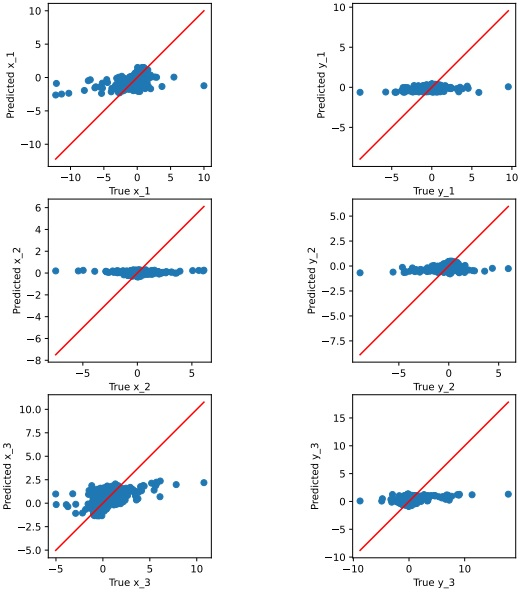 10
5
0
−5
−10
Predicted x_1
−10 −5 0 5 10
True x_1
10
5
0
−5
Predicted y_1
−5 0 5
True y_1
6
4
2
0
−2
−4
−6
−8
Predicted x_2
−5 0 5
True x_2
5.0
2.5
0.0
−2.5
−5.0
−7.5
Predicted y_2
−5 0 5
True y_2
10.0
7.5
5.0
2.5
0.0
−2.5
−5.0
Predicted x_3
−5 0 5 10
True x_3
15
10
5
0
−5
−10
Predicted y_3
−10 0 10
True y_3